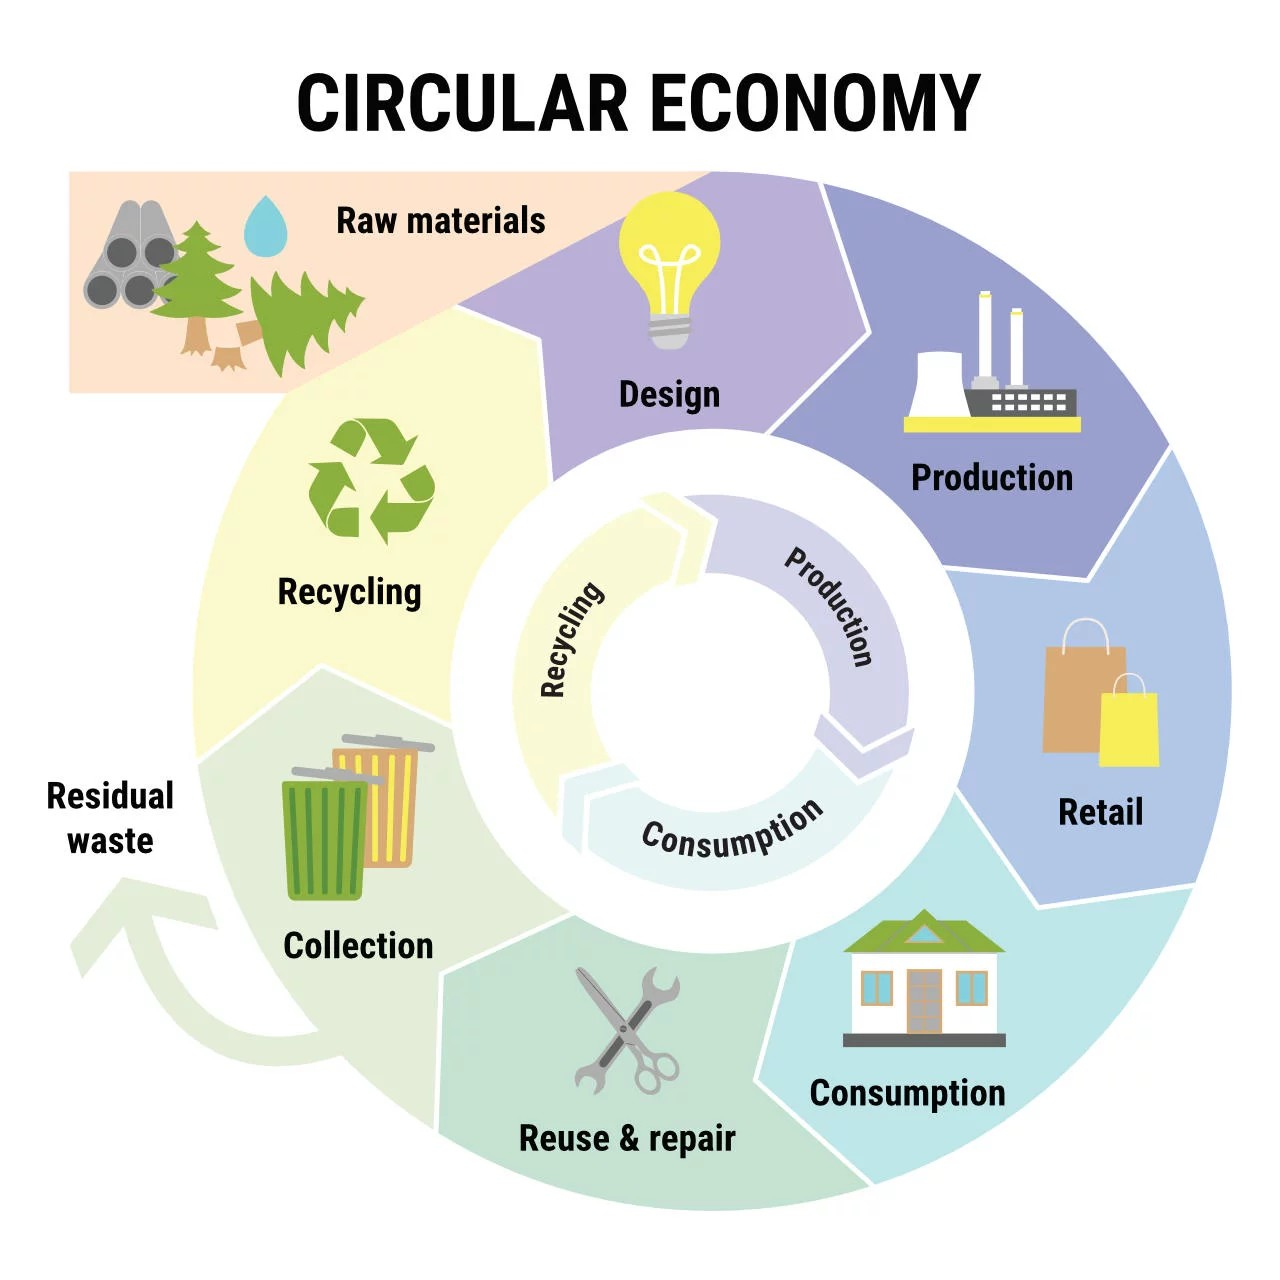 CIRCULAR ECONOMY
Raw materials
Design
Production
Retail
Consumption
Reuse & repair
Collection
Residual
waste
Recycling
Production
Consumption
Recycling